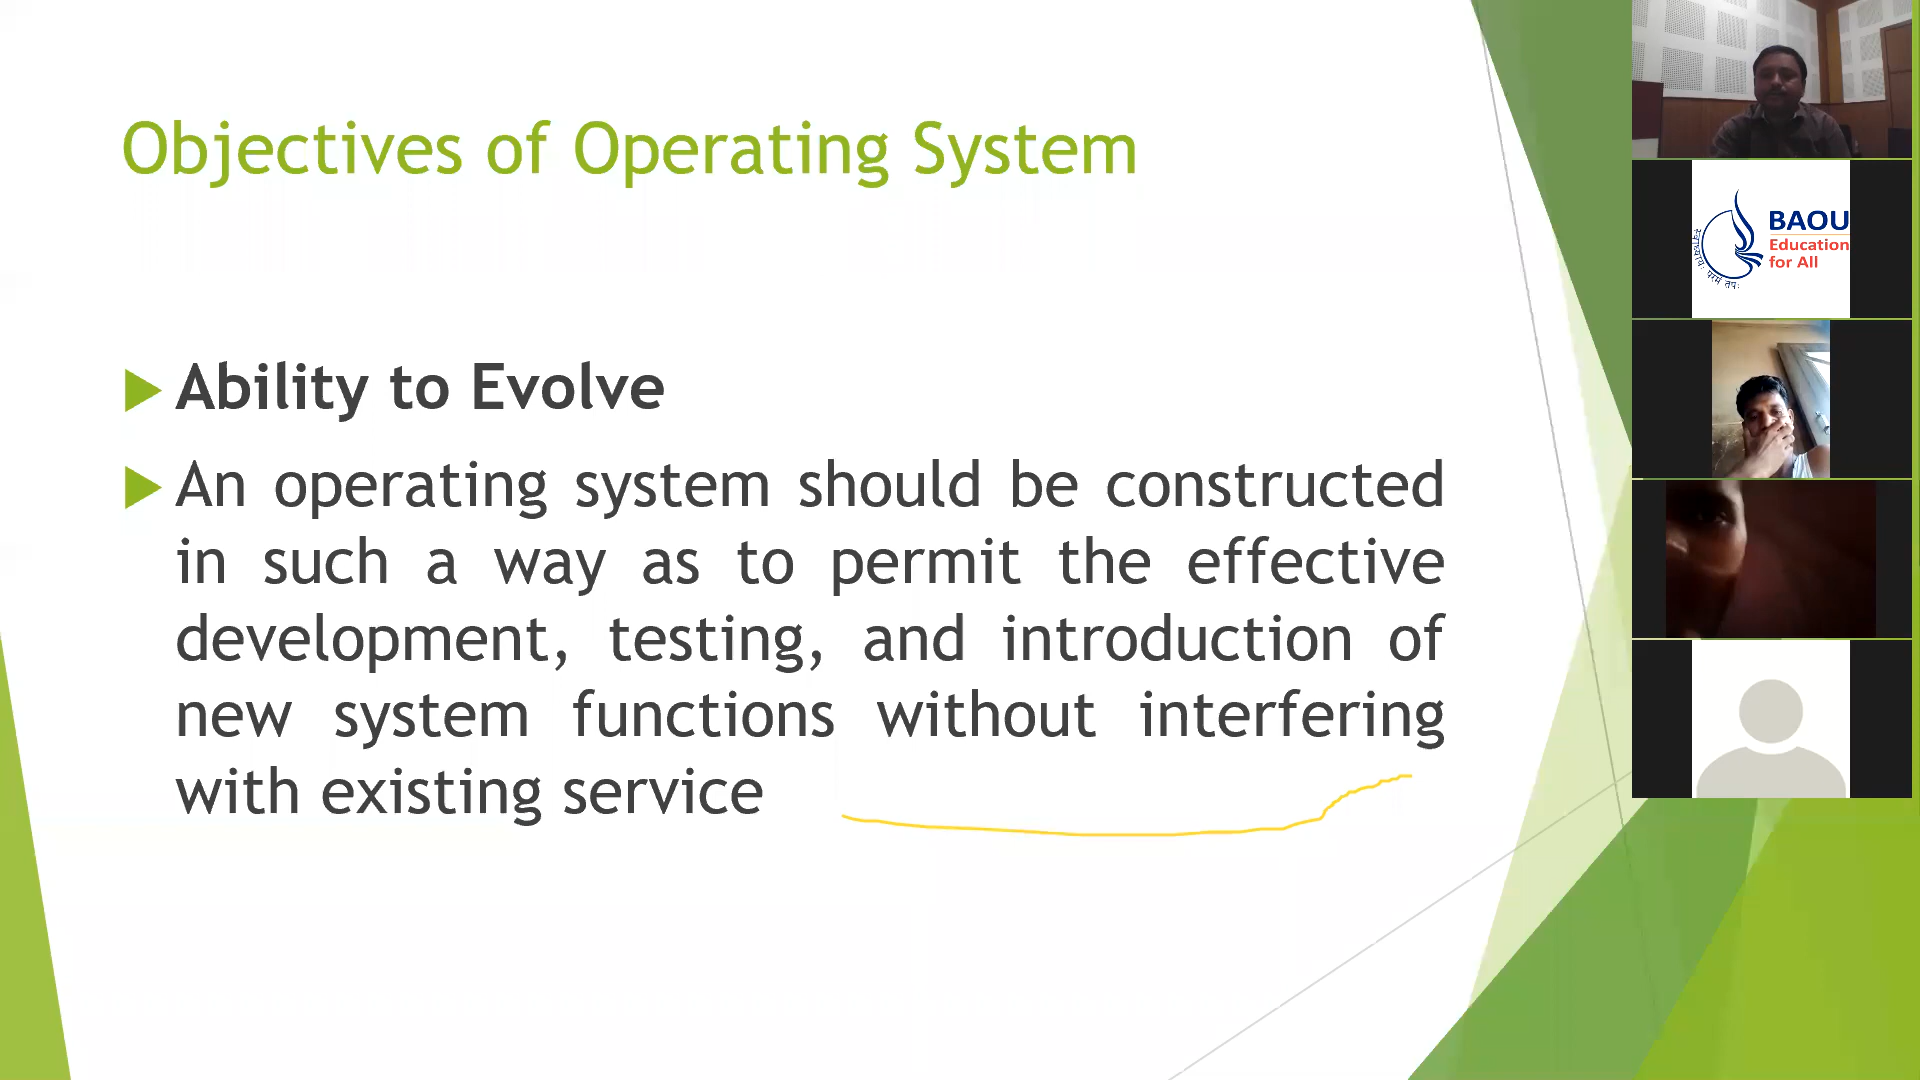 Objectives of Operating System
Ability to Evolve
An operating system should be constructed
in such a way as to permit the effective
development, testing, and introduction of
new system functions without interfering
with existing service
BAOU
Education
for All
परमं तपः